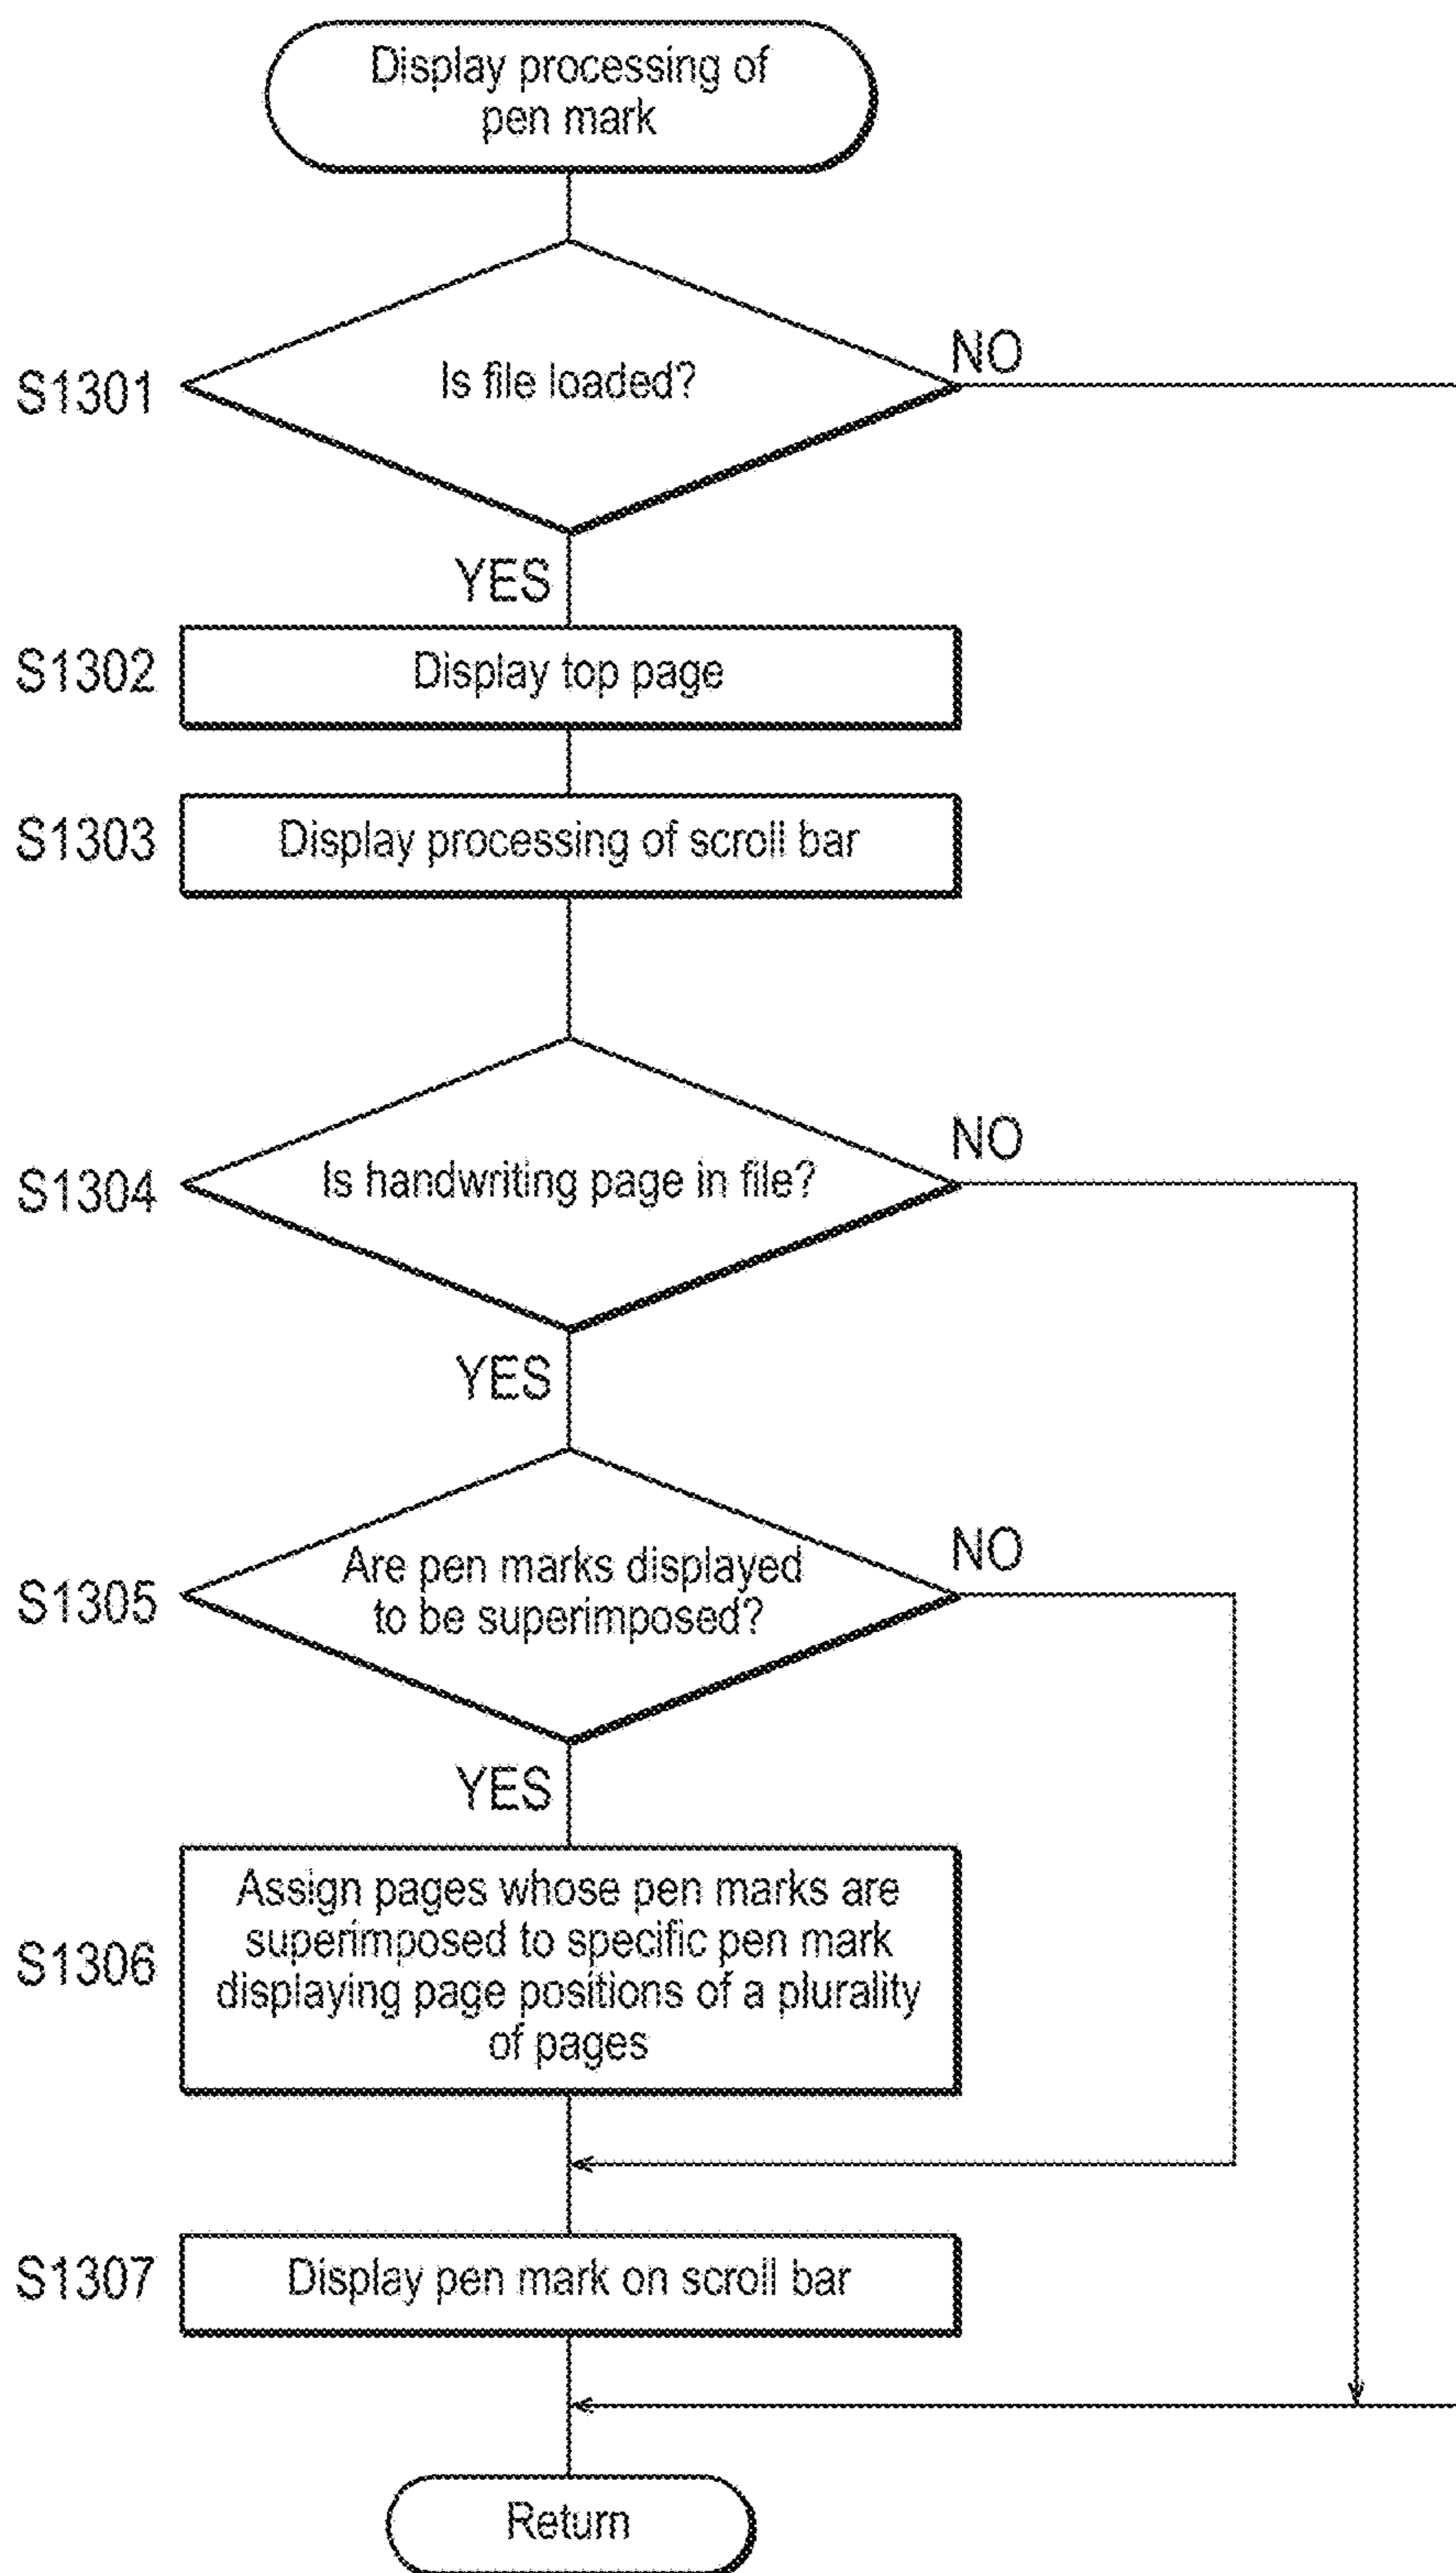 Display processing of
pen mark
S1301
Is file loaded?
NO
YES
S1302
Display top page
S1303
Display processing of scroll bar
S1304
Is handwriting page in file?
NO
YES
S1305
Are pen marks displayed
to be superimposed?
NO
YES
S1306
Assign pages whose pen marks are
superimposed to specific pen mark
displaying page positions of a plurality
of pages
S1307
Display pen mark on scroll bar
Return